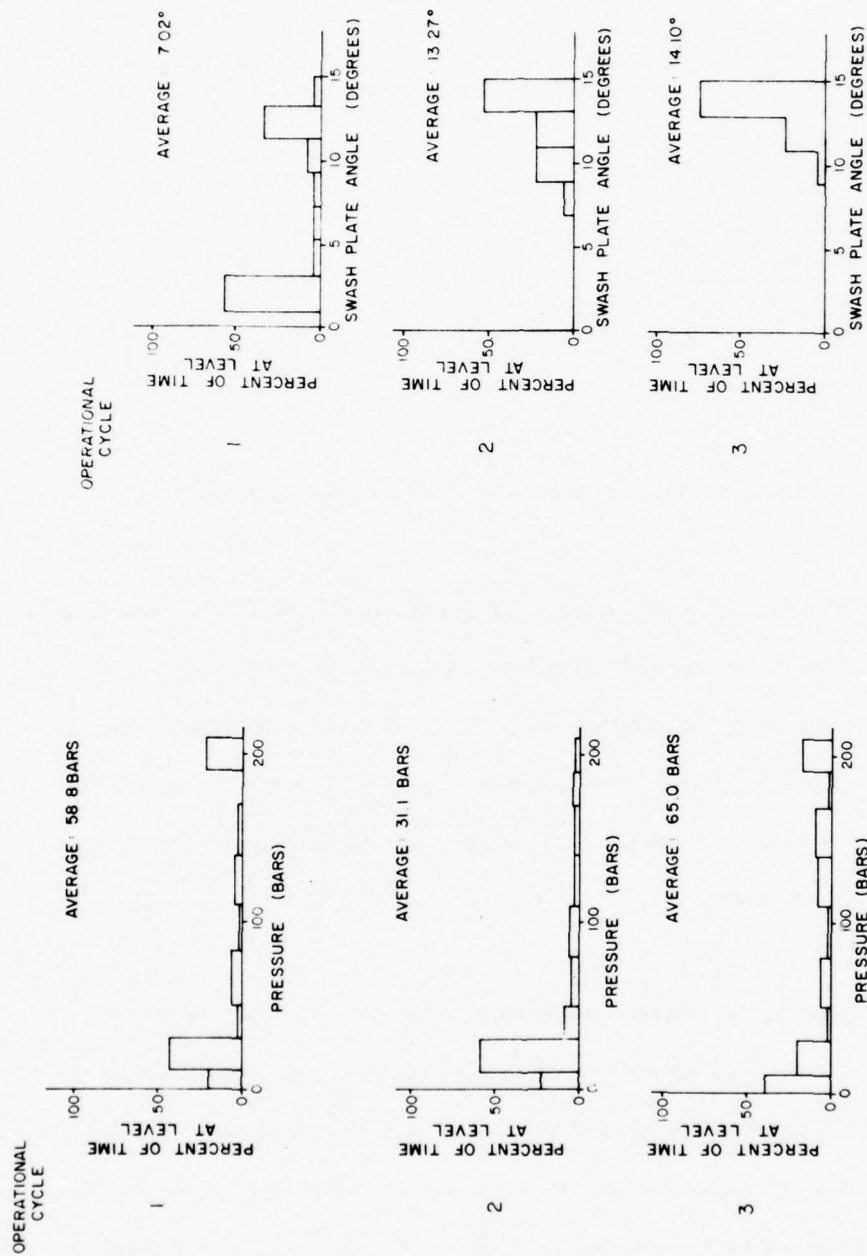 OPERATIONAL
CYCLE
1
PERCENT OF TIME
AT LEVEL
100
50
0
AVERAGE : 58 8 BARS
0
100
200
PRESSURE (BARS)
2
PERCENT OF TIME
AT LEVEL
100
50
0
AVERAGE : 31.1 BARS
0
100
200
PRESSURE (BARS)
3
PERCENT OF TIME
AT LEVEL
100
50
0
AVERAGE : 65.0 BARS
0
100
200
PRESSURE (BARS)
OPERATIONAL
CYCLE
1
PERCENT OF TIME
AT LEVEL
100
50
0
AVERAGE : 7 02°
0
5
10
15
SWASH PLATE ANGLE (DEGREES)
2
PERCENT OF TIME
AT LEVEL
100
50
0
AVERAGE : 13 27°
5
10
15
SWASH PLATE ANGLE (DEGREES)
3
PERCENT OF TIME
AT LEVEL
100
50
0
AVERAGE : 14.10°
0
5
10
15
SWASH PLATE ANGLE (DEGREES)